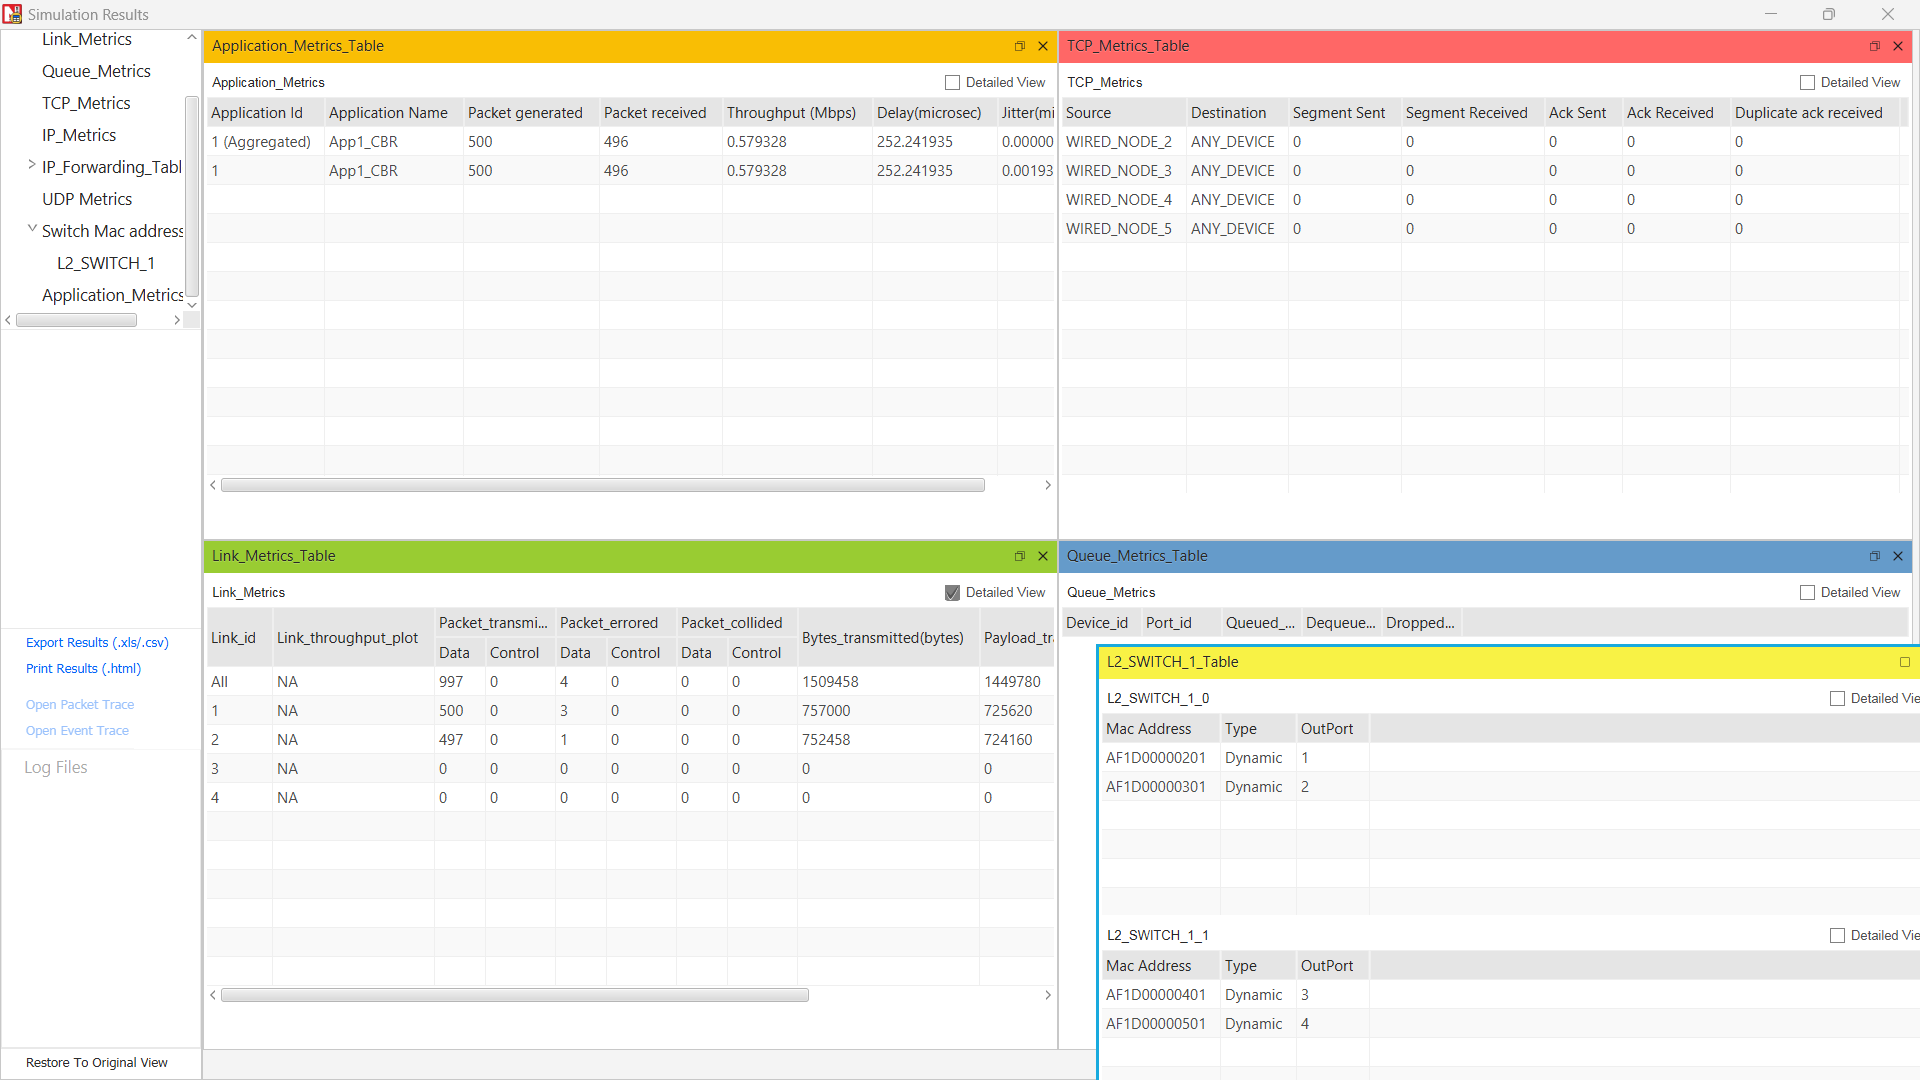 Simulation Results
Link_Metrics
Queue_Metrics
TCP_Metrics
IP_Metrics
IP_Forwarding_Tabl
UDP Metrics
Switch Mac address
L2_SWITCH_1
Application_Metrics
Export Results (.xls/.csv)
Print Results (.html)
Open Packet Trace
Open Event Trace
Log Files
Restore To Original View
Application_Metrics_Table
Application_Metrics Detailed View
Application Id Application Name Packet generated Packet received Throughput (Mbps) Delay(microsec) Jitter(mi
1 (Aggregated) App1_CBR 500 496 0.579328 252.241935 0.00000
1 App1_CBR 500 496 0.579328 252.241935 0.00193
TCP_Metrics_Table
TCP_Metrics Detailed View
Source Destination Segment Sent Segment Received Ack Sent Ack Received Duplicate ack received
WIRED_NODE_2 ANY_DEVICE 0 0 0 0 0
WIRED_NODE_3 ANY_DEVICE 0 0 0 0 0
WIRED_NODE_4 ANY_DEVICE 0 0 0 0 0
WIRED_NODE_5 ANY_DEVICE 0 0 0 0 0
Link_Metrics_Table
Link_Metrics Detailed View
Link_id Link_throughput_plot Packet_transmi... Packet_errored Packet_collided Bytes_transmitted(bytes) Payload_tra
Data Control Data Control Data Control
All NA 997 0 4 0 0 0 1509458 1449780
1 NA 500 0 3 0 0 0 757000 725620
2 NA 497 0 1 0 0 0 752458 724160
3 NA 0 0 0 0 0 0 0 0
4 NA 0 0 0 0 0 0 0 0
Queue_Metrics_Table
Queue_Metrics Detailed View
Device_id Port_id Queued_... Dequeue... Dropped...
L2_SWITCH_1_Table
L2_SWITCH_1_0 Detailed Vie
Mac Address Type OutPort
AF1D00000201 Dynamic 1
AF1D00000301 Dynamic 2
L2_SWITCH_1_1 Detailed Vie
Mac Address Type OutPort
AF1D00000401 Dynamic 3
AF1D00000501 Dynamic 4